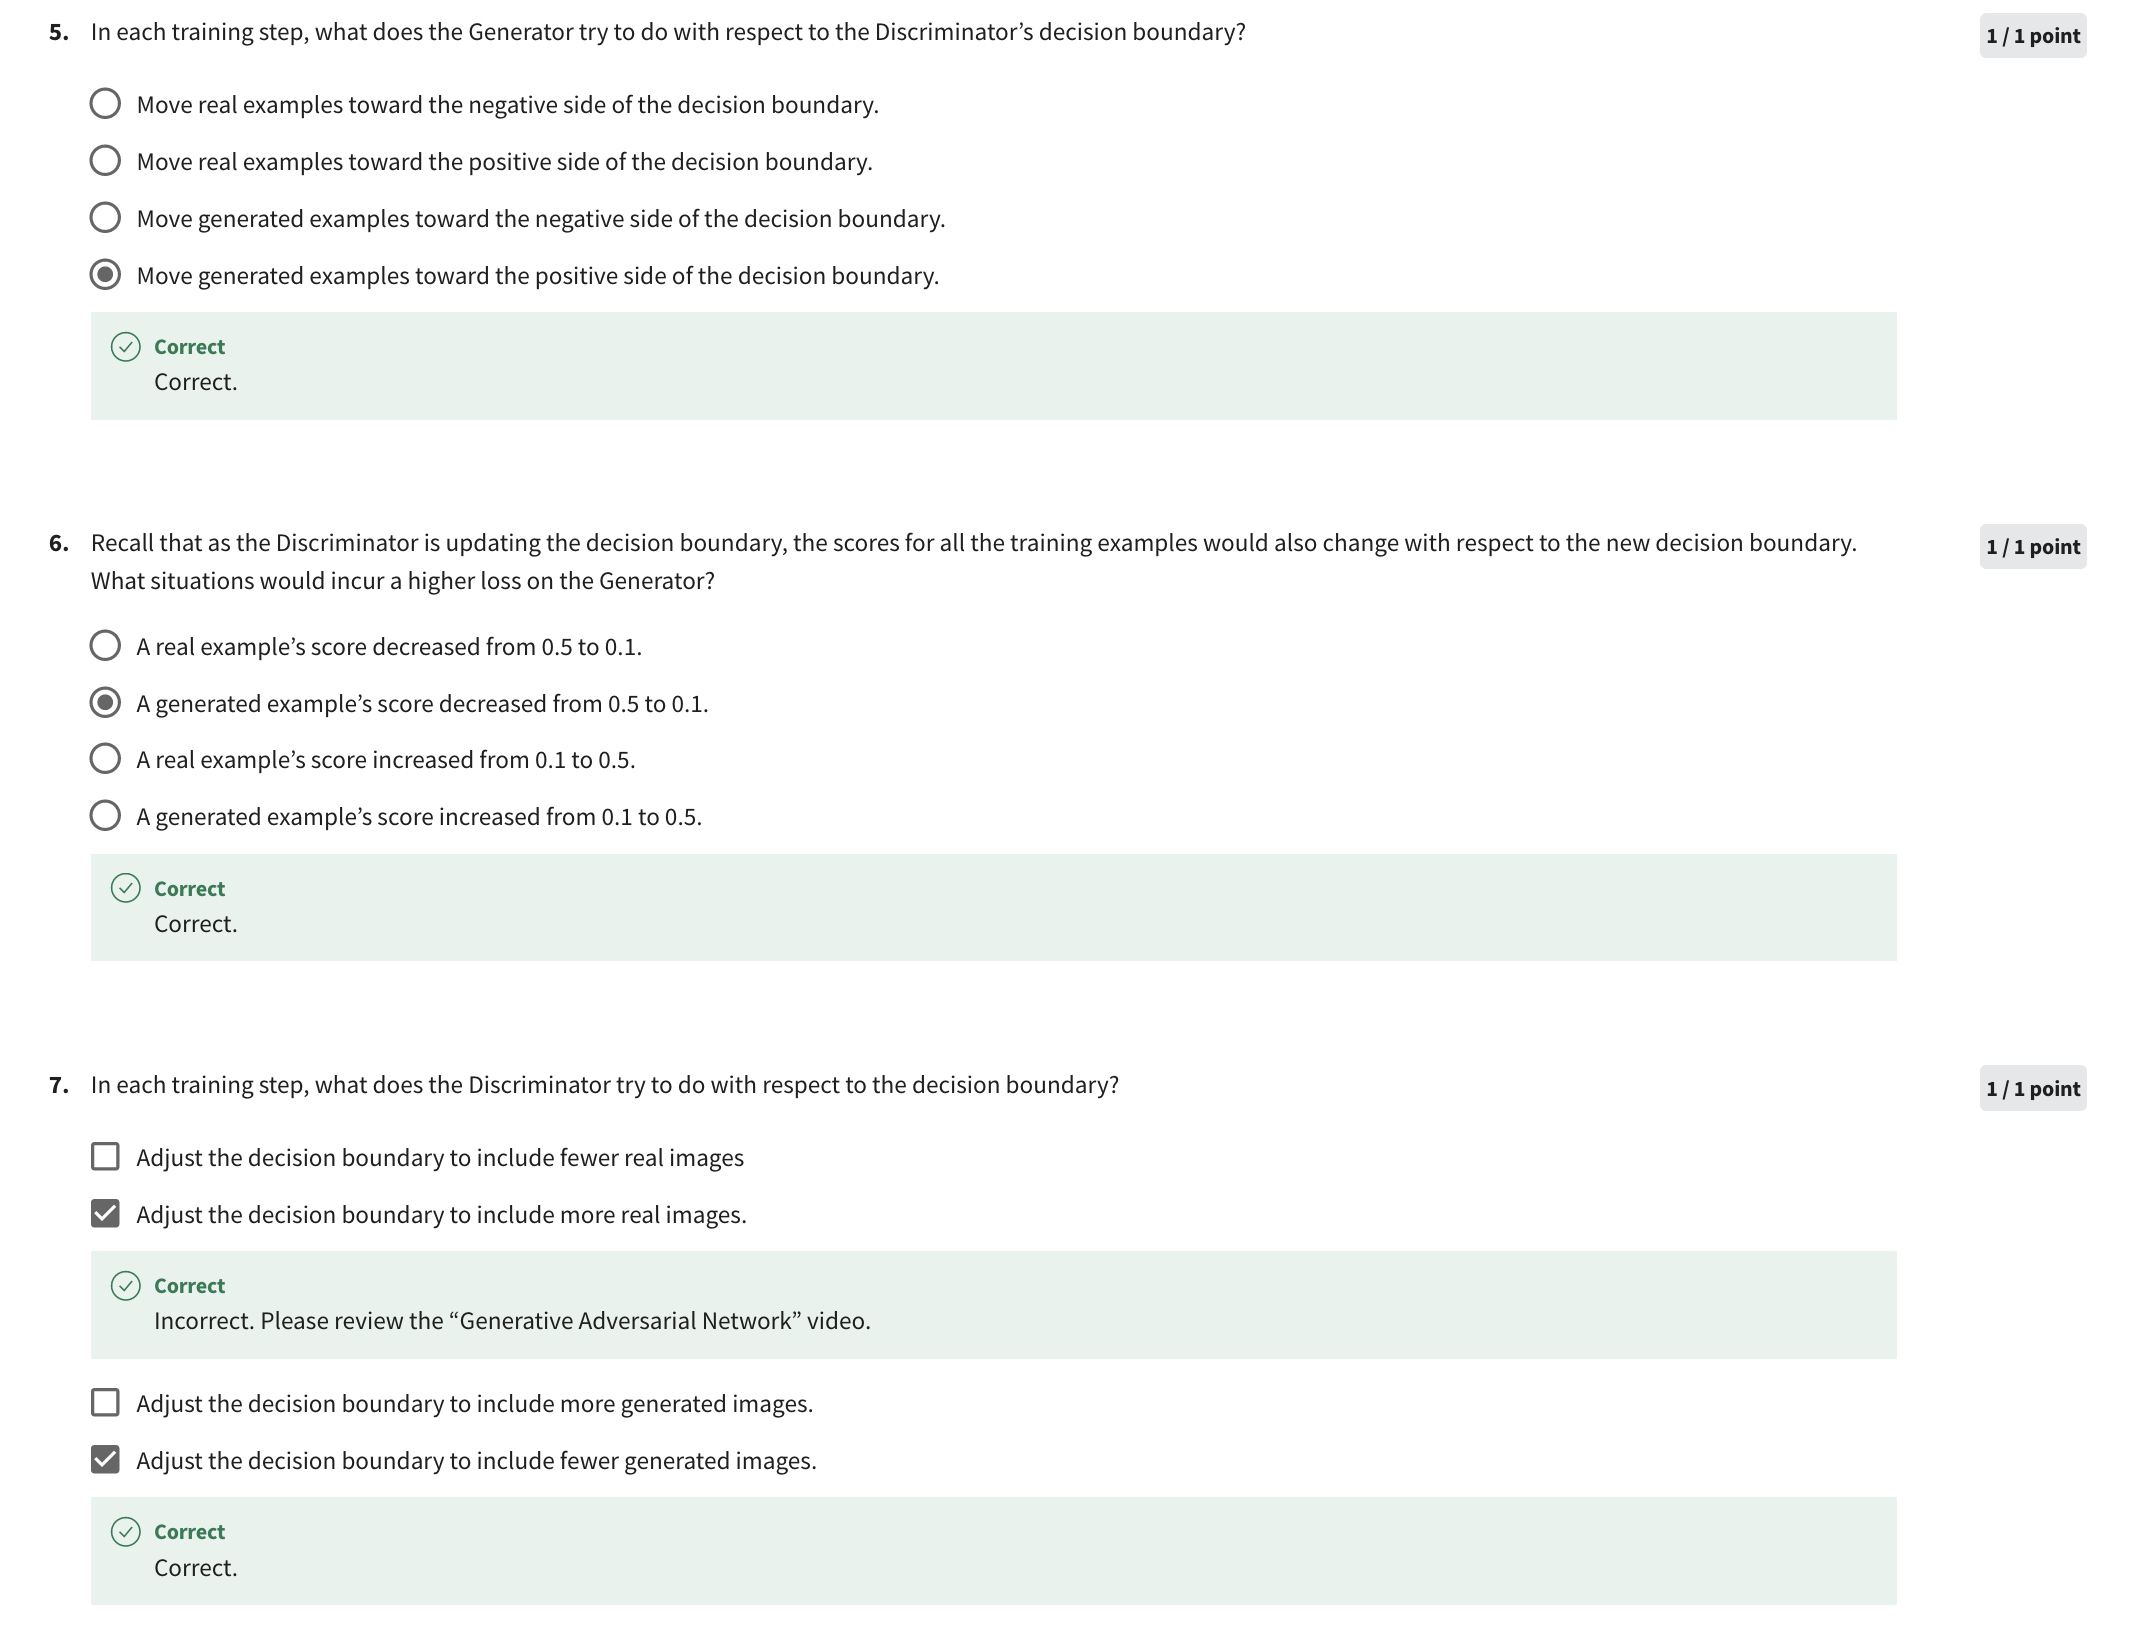 5. In each training step, what does the Generator try to do with respect to the Discriminator’s decision boundary?
1 / 1 point
Move real examples toward the negative side of the decision boundary.
Move real examples toward the positive side of the decision boundary.
Move generated examples toward the negative side of the decision boundary.
Move generated examples toward the positive side of the decision boundary.
Correct
Correct.
6. Recall that as the Discriminator is updating the decision boundary, the scores for all the training examples would also change with respect to the new decision boundary.
1 / 1 point
What situations would incur a higher loss on the Generator?
A real example’s score decreased from 0.5 to 0.1.
A generated example’s score decreased from 0.5 to 0.1.
A real example’s score increased from 0.1 to 0.5.
A generated example’s score increased from 0.1 to 0.5.
Correct
Correct.
7. In each training step, what does the Discriminator try to do with respect to the decision boundary?
1 / 1 point
Adjust the decision boundary to include fewer real images
Adjust the decision boundary to include more real images.
Correct
Incorrect. Please review the “Generative Adversarial Network” video.
Adjust the decision boundary to include more generated images.
Adjust the decision boundary to include fewer generated images.
Correct
Correct.